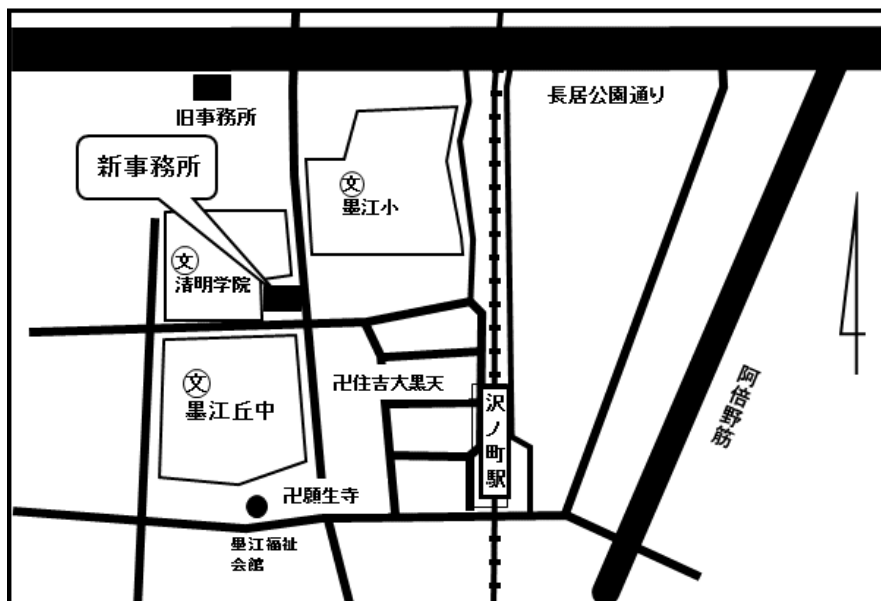 長居公園通り
旧事務所
新事務所
文
墨江小
文
清明学院
文
墨江丘中
卍住吉大黒天
沢ノ町駅
阿倍野筋
卍願生寺
墨江福祉
会館